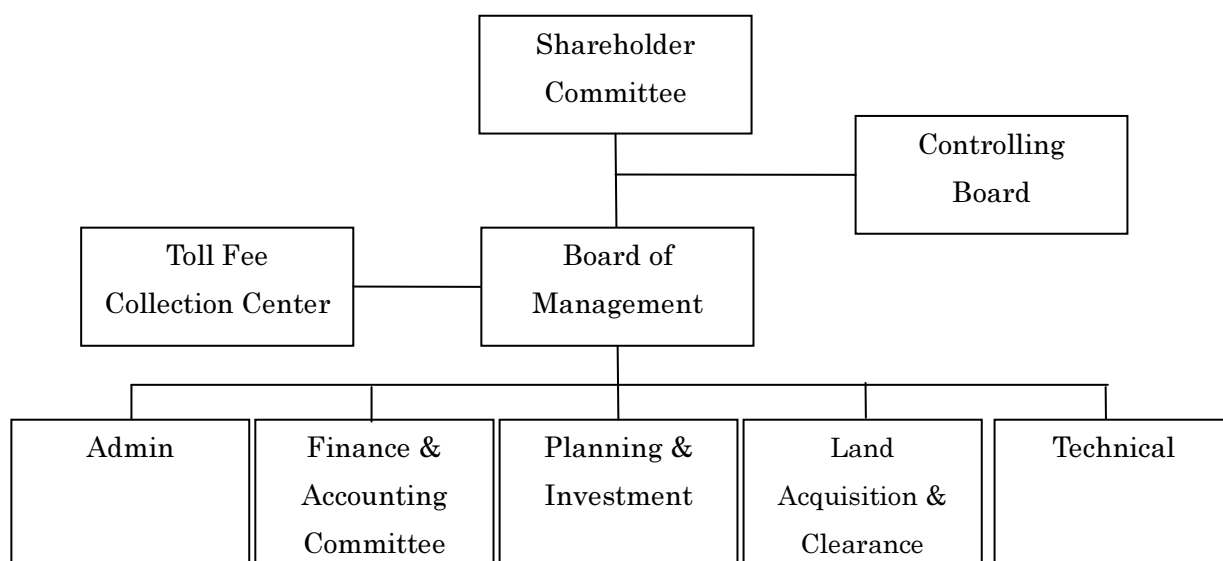 Shareholder
Committee
Controlling
Board
Toll Fee
Collection Center
Board of
Management
Admin
Finance &
Accounting
Committee
Planning &
Investment
Land
Acquisition &
Clearance
Technical